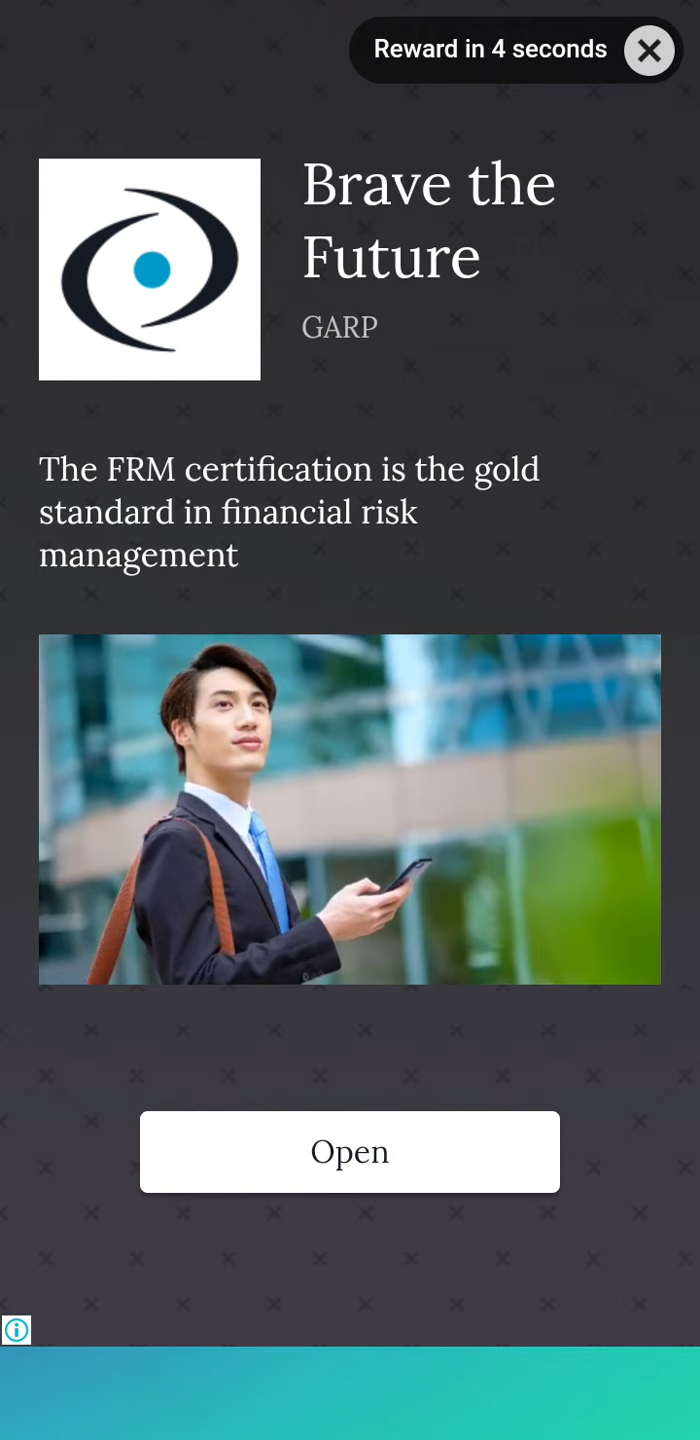 Reward in 4 seconds
Brave the
Future
GARP
The FRM certification is the gold
standard in financial risk
management
Open